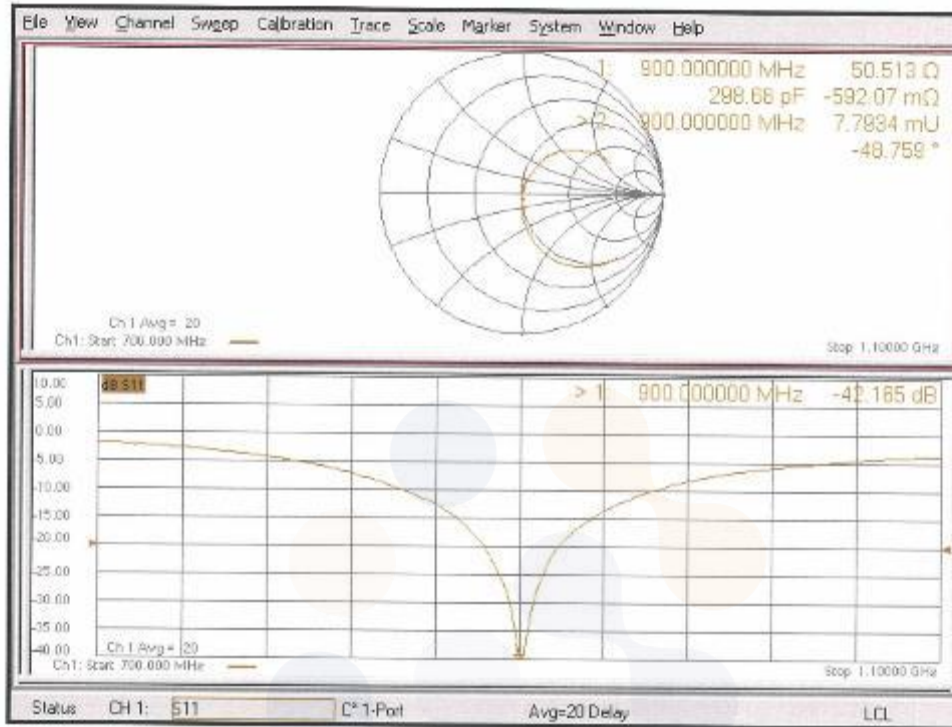 File View Channel Sweep Calibration Trace Scale Marker System Window Help
1: 900.000000 MHz 50.513 Ω
298.66 pF -592.07 mΩ
> 2: 900.000000 MHz 7.7934 mU
-48.759 °
Ch 1 Avg = 20
Ch1: Start 700.000 MHz
Stop 1.10000 GHz
10.00 dB S11
> 1: 900.000000 MHz -42.165 dB
5.00
0.00
-5.00
-10.00
-15.00
-20.00
-25.00
-30.00
-35.00
-40.00
Ch 1 Avg = 20
Ch1: Start 700.000 MHz
Stop 1.10000 GHz
Status CH 1: S11 C* 1-Port Avg=20 Delay LCL